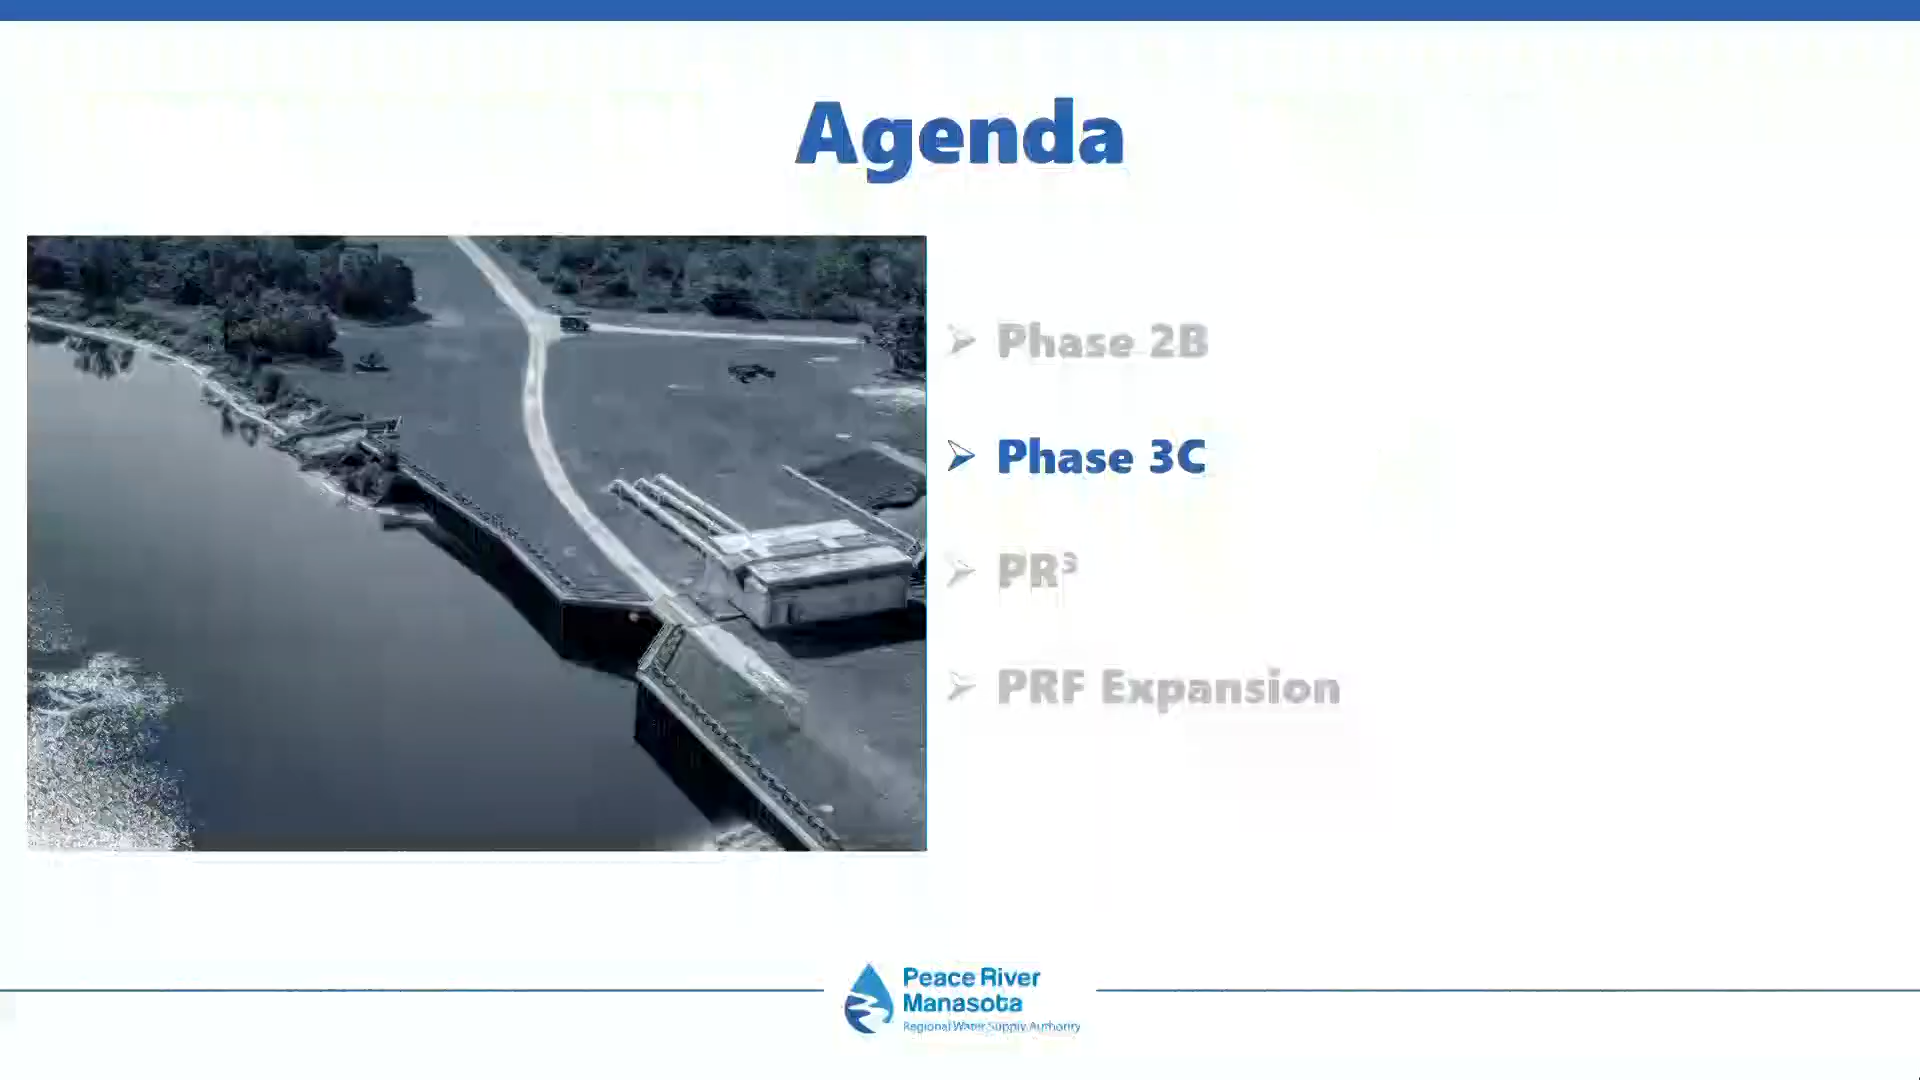 Agenda
Phase 2B
Phase 3C
PR³
PRF Expansion
Peace River
Manasota
Regional Water Supply Authority